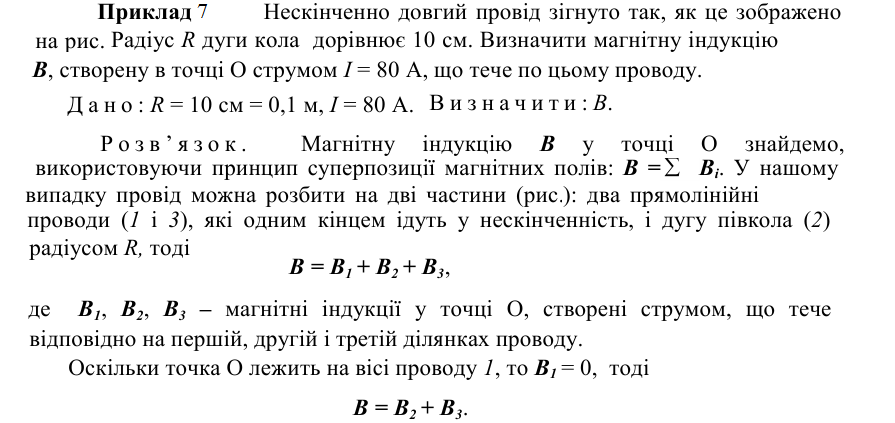 Приклад 7 Нескінченно довгий провід зігнуто так, як це зображено
на рис. Радіус R дуги кола дорівнює 10 см. Визначити магнітну індукцію
B, створену в точці О струмом I = 80 А, що тече по цьому проводу.
Д а н о : R = 10 см = 0,1 м, I = 80 А. В и з н а ч и т и : B.
Р о з в ’ я з о к . Магнітну індукцію B у точці О знайдемо,
використовуючи принцип суперпозиції магнітних полів: B = ∑ Bi. У нашому
випадку провід можна розбити на дві частини (рис.): два прямолінійні
проводи (1 і 3), які одним кінцем ідуть у нескінченність, і дугу півкола (2)
радіусом R, тоді
B = B1 + B2 + B3,
де B1, B2, B3 – магнітні індукції у точці О, створені струмом, що тече
відповідно на першій, другій і третій ділянках проводу.
Оскільки точка О лежить на вісі проводу 1, то B1 = 0, тоді
B = B2 + B3.